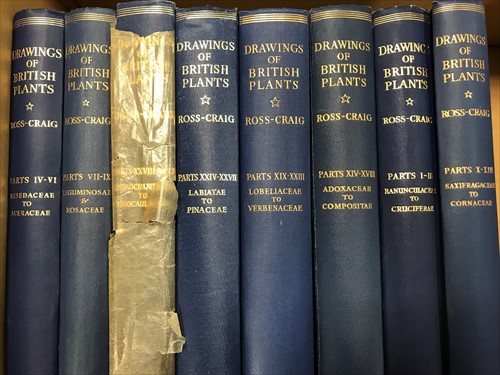 DRAWINGS
OF
BRITISH
PLANTS
ROSS-CRAIG
PARTS IV-VI
RESEDACEAE
TO
ACERACEAE
DRAWINGS
OF
BRITISH
PLANTS
ROSS-CRAIG
PARTS VII-IX
LEGUMINOSAE
&
ROSACEAE
DRAWINGS
OF
BRITISH
PLANTS
ROSS-CRAIG
PARTS XXIV-XXVII
LABIATAE
TO
PINACEAE
DRAWINGS
OF
BRITISH
PLANTS
ROSS-CRAIG
PARTS XIX-XXIII
LOBELIACEAE
TO
VERBENACEAE
DRAWINGS
OF
BRITISH
PLANTS
ROSS-CRAIG
PARTS XIV-XVIII
ADOXACEAE
TO
COMPOSITAE
DRAWINGS
OF
BRITISH
PLANTS
ROSS-CRAIG
PARTS I-III
RANUNCULACEAE
TO
CRUCIFERAE
DRAWINGS
OF
BRITISH
PLANTS
ROSS-CRAIG
PARTS X-XIII
SAXIFRAGACEAE
TO
CORNACEAE